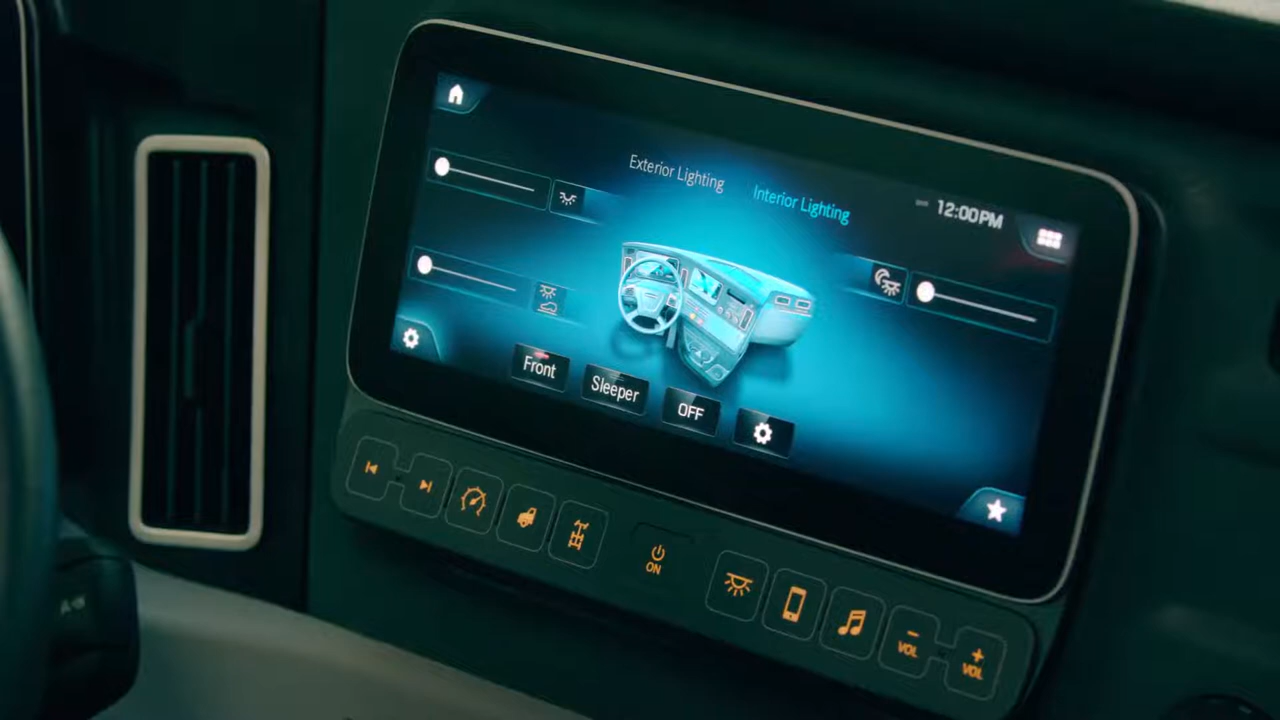 Exterior Lighting
Interior Lighting
12:00PM
Front
Sleeper
OFF
ON
VOL
VOL